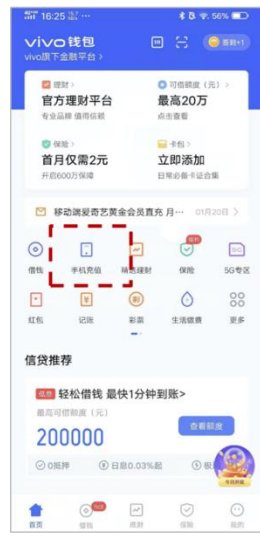 16:25
56%
vivo钱包
vivo旗下金融平台 >
签到+1
理财 >
官方理财平台
专业品牌 值得信赖
可借额度（元）>
最高20万
点击查看
保险 >
首月仅需2元
开启600万保障
卡包 >
立即添加
日常必备卡证合集
移动端爱奇艺黄金会员直充 月… 01月20日 >
借钱
手机充值
精选理财
保险
5G专区
红包
记账
彩票
生活缴费
更多
信贷推荐
轻松借钱 最快1分钟到账>
最高可借额度（元）
200000
查看额度
0抵押
日息0.03%起
首页
借钱
理财
保险
我的